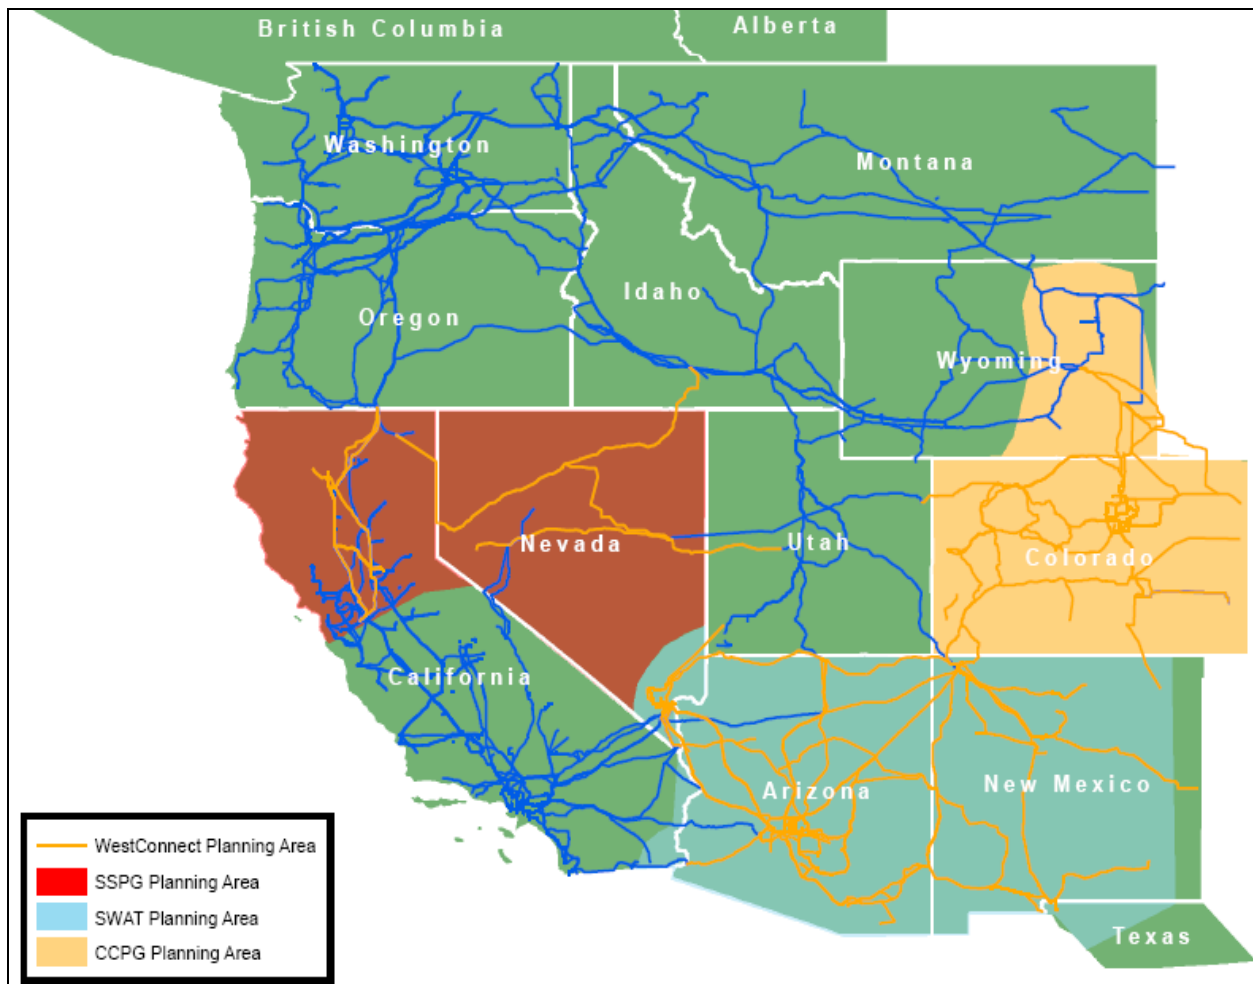 British Columbia
Alberta
Washington
Montana
Idaho
Oregon
Wyoming
Nevada
Utah
Colorado
California
Arizona
New Mexico
Texas
WestConnect Planning Area
SSPG Planning Area
SWAT Planning Area
CCPG Planning Area